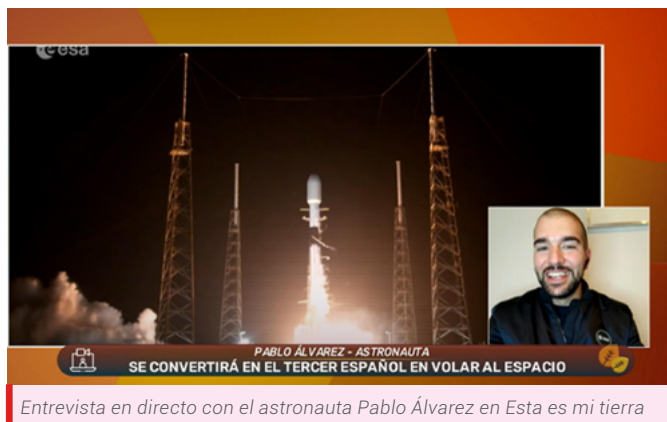 esa
PABLO ÁLVAREZ - ASTRONAUTA
SE CONVERTIRÁ EN EL TERCER ESPAÑOL EN VOLAR AL ESPACIO
Entrevista en directo con el astronauta Pablo Álvarez en Esta es mi tierra